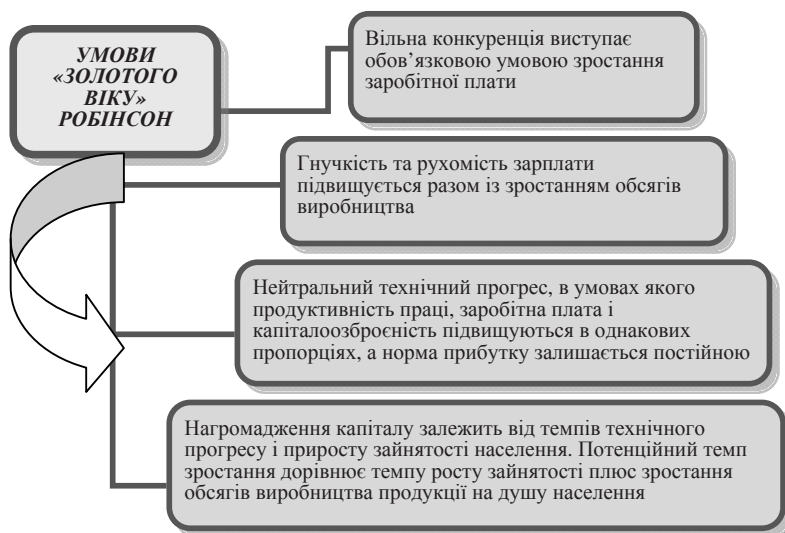 УМОВИ
«ЗОЛОТОГО
ВІКУ»
РОБІНСОН
Вільна конкуренція виступає
обов’язковою умовою зростання
заробітної плати
Гнучкість та рухомість зарплати
підвищується разом із зростанням обсягів
виробництва
Нейтральний технічний прогрес, в умовах якого
продуктивність праці, заробітна плата і
капіталоозброєність підвищуються в однакових
пропорціях, а норма прибутку залишається постійною
Нагромадження капіталу залежить від темпів технічного
прогресу і приросту зайнятості населення. Потенційний темп
зростання дорівнює темпу росту зайнятості плюс зростання
обсягів виробництва продукції на душу населення